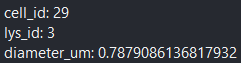 cell_id: 29
lys_id: 3
diameter_um: 0.7879086136817932